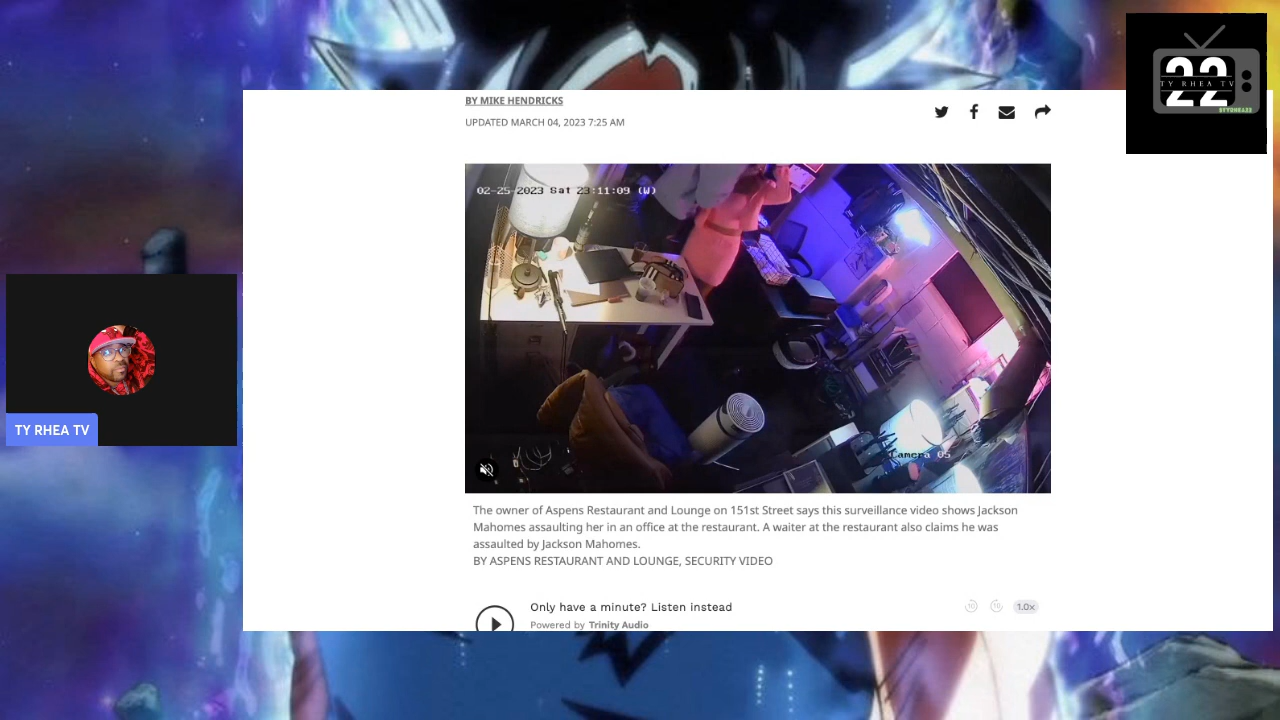 BY MIKE HENDRICKS
UPDATED MARCH 04, 2023 7:25 AM
22
TY RHEA TV
@TYRHEA22
02-25-2023 Sat 23:11:09 (W)
Camera 05
TY RHEA TV
The owner of Aspens Restaurant and Lounge on 151st Street says this surveillance video shows Jackson
Mahomes assaulting her in an office at the restaurant. A waiter at the restaurant also claims he was
assaulted by Jackson Mahomes.
BY ASPENS RESTAURANT AND LOUNGE, SECURITY VIDEO
Only have a minute? Listen instead
10
10
1.0x
Powered by Trinity Audio